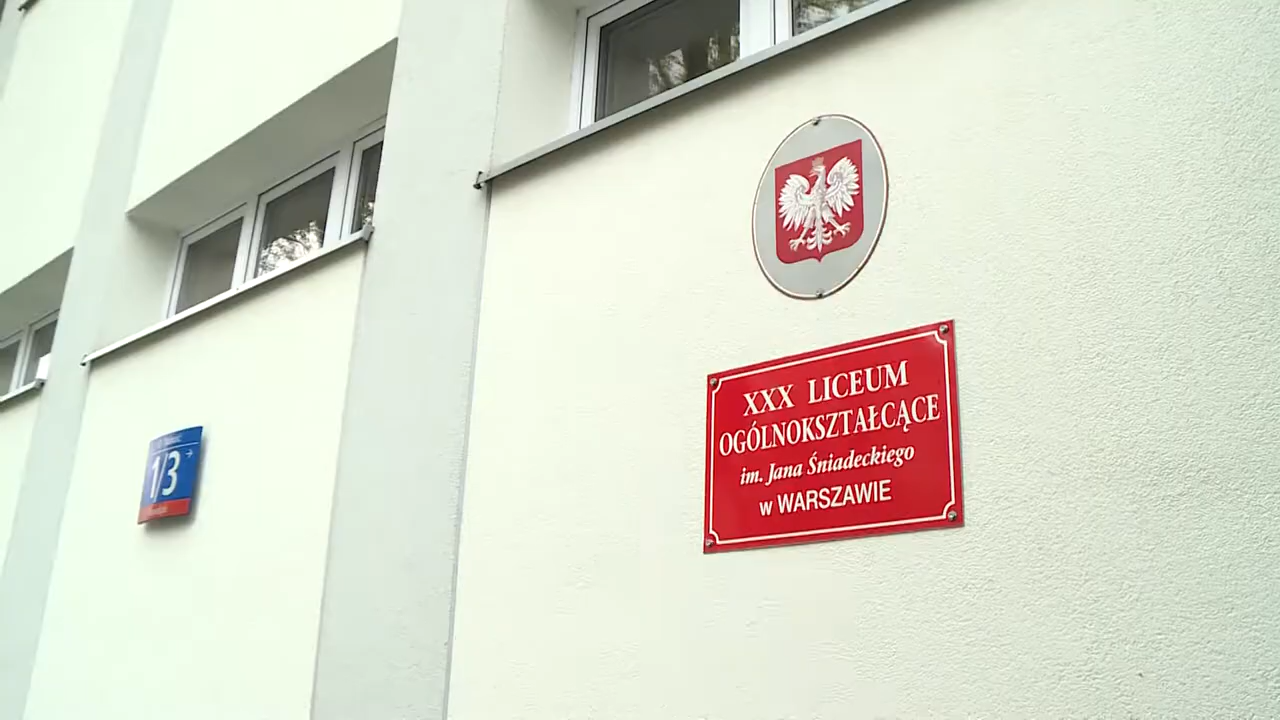 XXX LICEUM
OGÓLNOKSZTAŁCĄCE
im. Jana Śniadeckiego
w WARSZAWIE
1/3